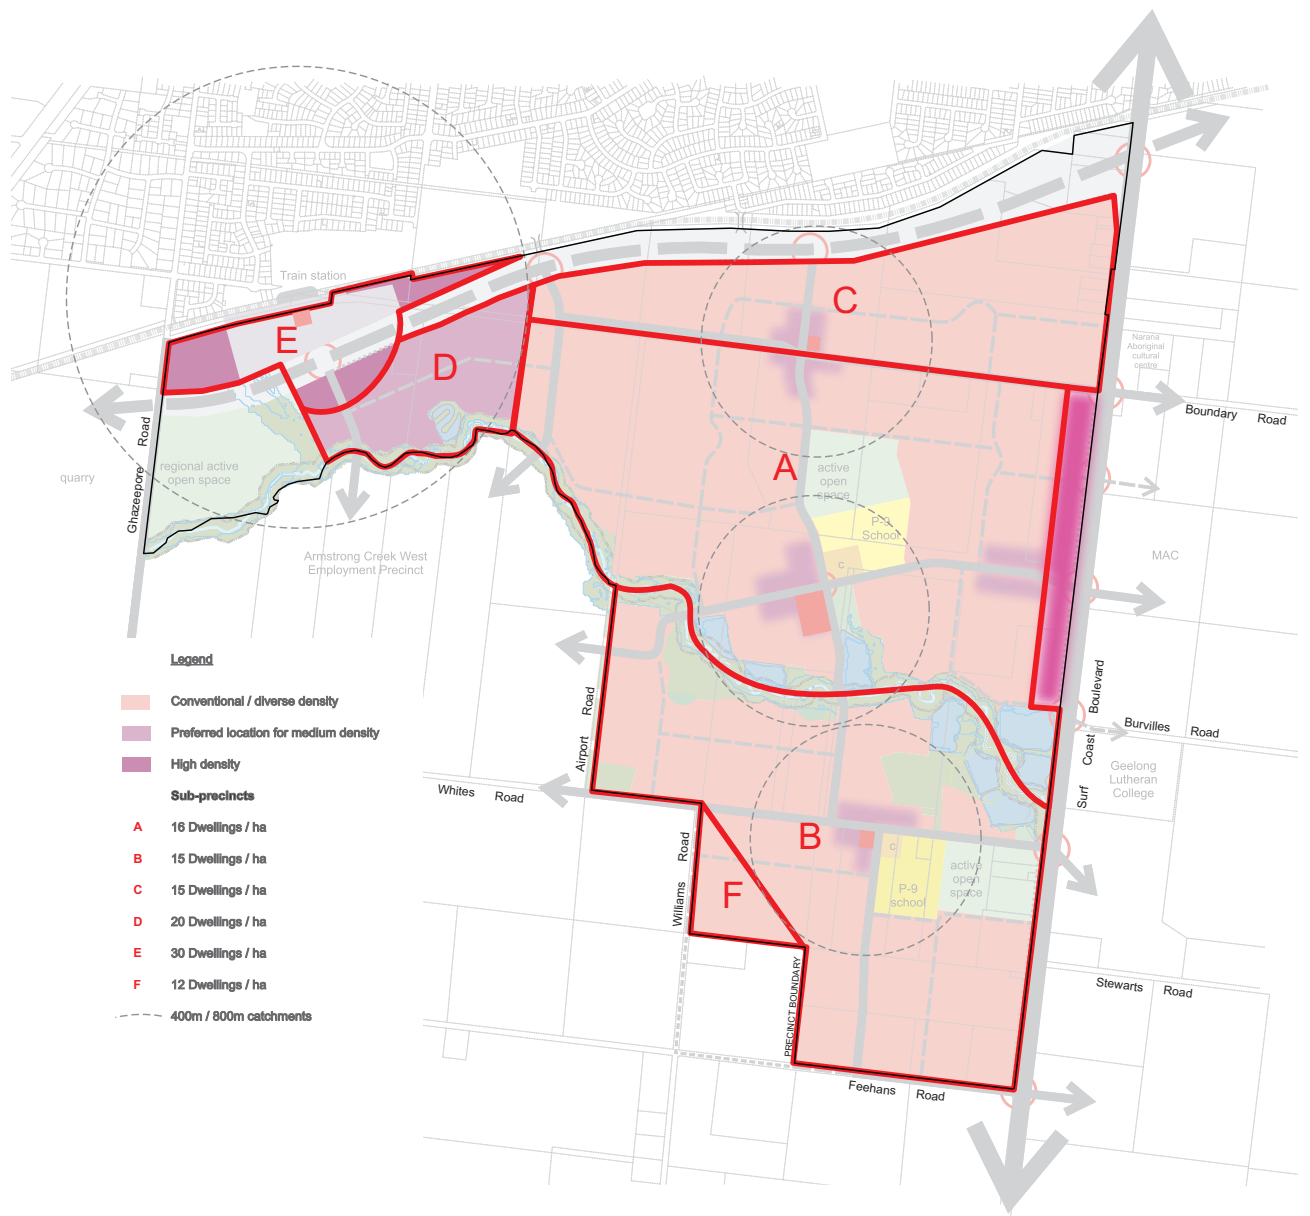 Train station
C
E
D
Narana
Aboriginal
cultural
centre
Boundary Road
Ghazeepore Road
quarry
regional active
open space
A
active
open
space
P-9
School
c
Armstrong Creek West
Employment Precinct
MAC
Legend
Conventional / diverse density
Preferred location for medium density
High density
Sub-precincts
A 16 Dwellings / ha
B 15 Dwellings / ha
C 15 Dwellings / ha
D 20 Dwellings / ha
E 30 Dwellings / ha
F 12 Dwellings / ha
400m / 800m catchments
Airport Road
Surf Coast Boulevard
Burvilles Road
Geelong
Lutheran
College
Whites Road
B
c
Williams Road
F
P-9
school
active
open
space
PRECINCT BOUNDARY
Stewarts Road
Feehans Road